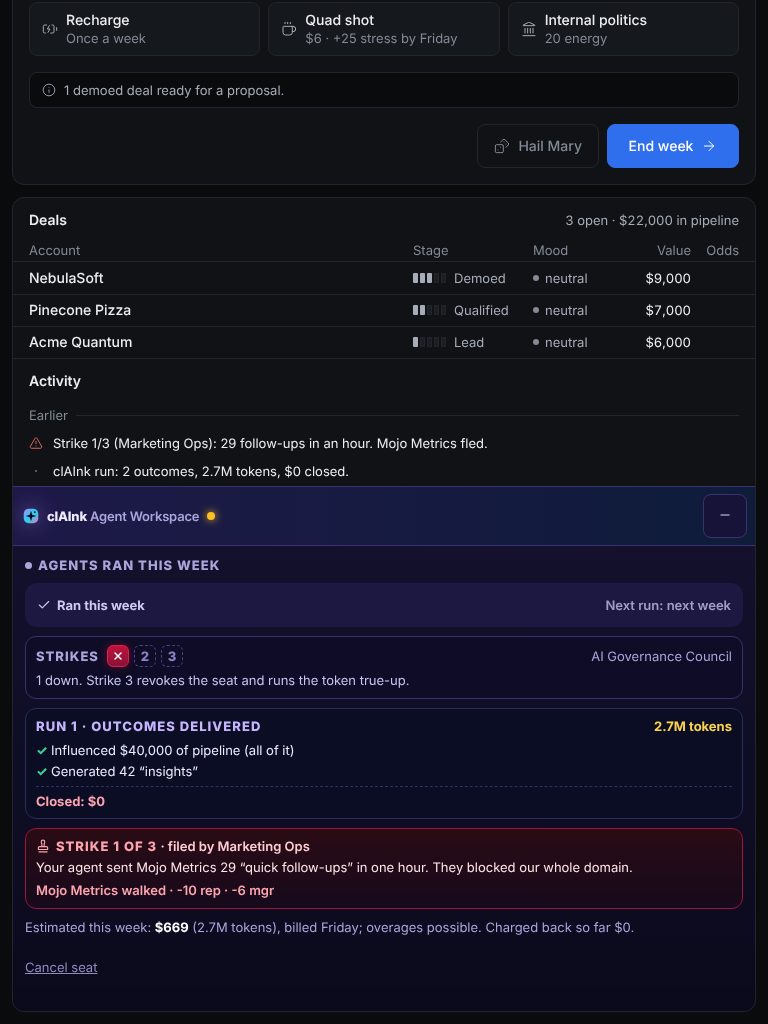 Recharge
Once a week
Quad shot
$6 · +25 stress by Friday
Internal politics
20 energy
1 demoed deal ready for a proposal.
Hail Mary
End week →
Deals
3 open · $22,000 in pipeline
Account Stage Mood Value Odds
NebulaSoft Demoed neutral $9,000
Pinecone Pizza Qualified neutral $7,000
Acme Quantum Lead neutral $6,000
Activity
Earlier
Strike 1/3 (Marketing Ops): 29 follow-ups in an hour. Mojo Metrics fled.
· clAInk run: 2 outcomes, 2.7M tokens, $0 closed.
clAInk Agent Workspace
AGENTS RAN THIS WEEK
Ran this week
Next run: next week
STRIKES 2 3
AI Governance Council
1 down. Strike 3 revokes the seat and runs the token true-up.
RUN 1 · OUTCOMES DELIVERED
2.7M tokens
✓ Influenced $40,000 of pipeline (all of it)
✓ Generated 42 “insights”
Closed: $0
STRIKE 1 OF 3 · filed by Marketing Ops
Your agent sent Mojo Metrics 29 “quick follow-ups” in one hour. They blocked our whole domain.
Mojo Metrics walked · -10 rep · -6 mgr
Estimated this week: $669 (2.7M tokens), billed Friday; overages possible. Charged back so far $0.
Cancel seat